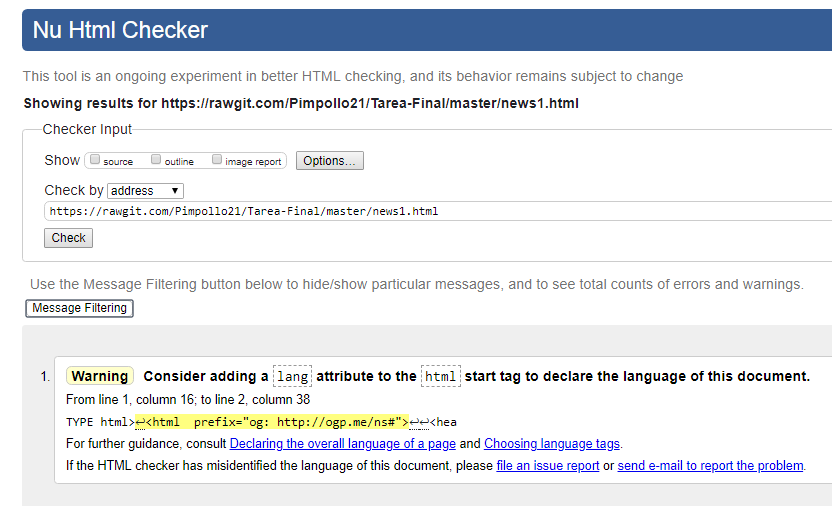 Nu Html Checker
This tool is an ongoing experiment in better HTML checking, and its behavior remains subject to change
Showing results for https://rawgit.com/Pimpollo21/Tarea-Final/master/news1.html
Checker Input
Show source outline image report Options...
Check by address ▼
https://rawgit.com/Pimpollo21/Tarea-Final/master/news1.html
Check
Use the Message Filtering button below to hide/show particular messages, and to see total counts of errors and warnings.
Message Filtering
1. Warning Consider adding a lang attribute to the html start tag to declare the language of this document.
From line 1, column 16; to line 2, column 38
TYPE html>↩<html  prefix="og: http://ogp.me/ns#">↩↩<hea
For further guidance, consult Declaring the overall language of a page and Choosing language tags.
If the HTML checker has misidentified the language of this document, please file an issue report or send e-mail to report the problem.